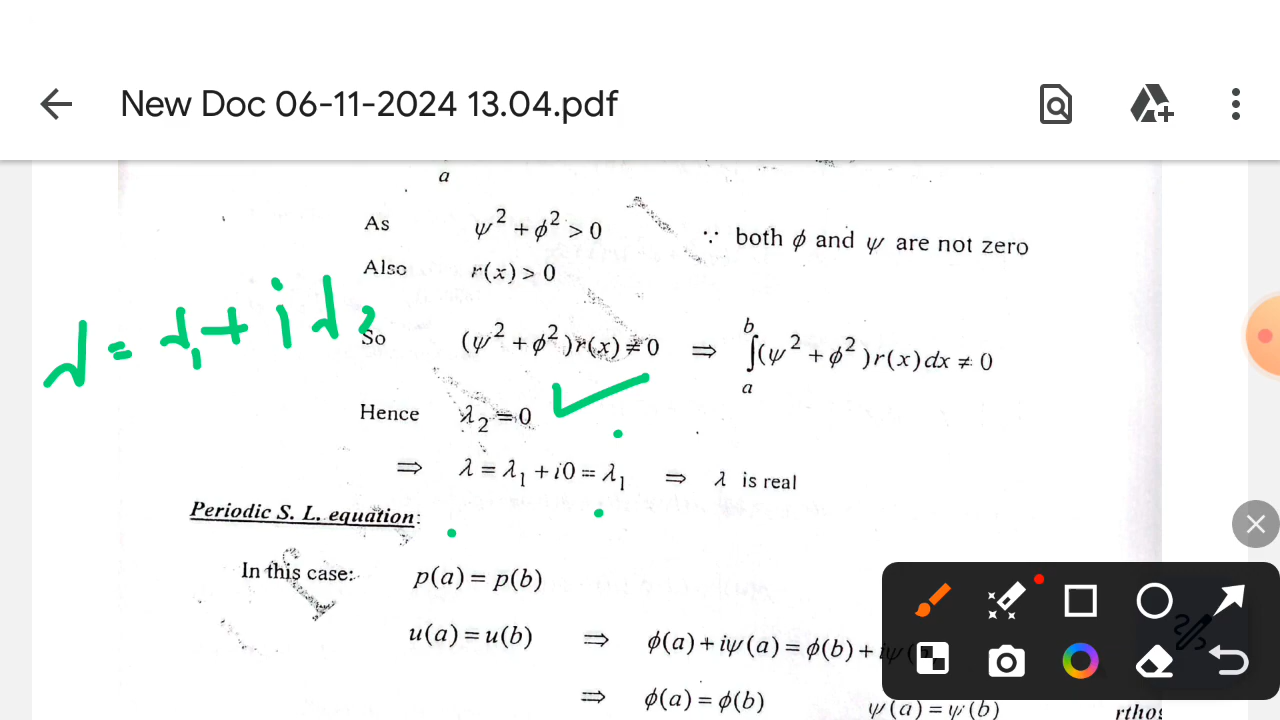 New Doc 06-11-2024 13.04.pdf
a
As ψ² + ϕ² > 0 ∵ both ϕ and ψ are not zero
Also r(x) > 0
λ = λ₁ + iλ₂
So (ψ² + ϕ²)r(x) ≠ 0 ⇒ ∫ₐᵇ(ψ² + ϕ²)r(x)dx ≠ 0
Hence λ₂ = 0
⇒ λ = λ₁ + i0 = λ₁ ⇒ λ is real
Periodic S. L. equation:
In this case: p(a) = p(b)
u(a) = u(b) ⇒ ϕ(a) + iψ(a) = ϕ(b) + iψ(
⇒ ϕ(a) = ϕ(b) ψ(a) = ψ(b)